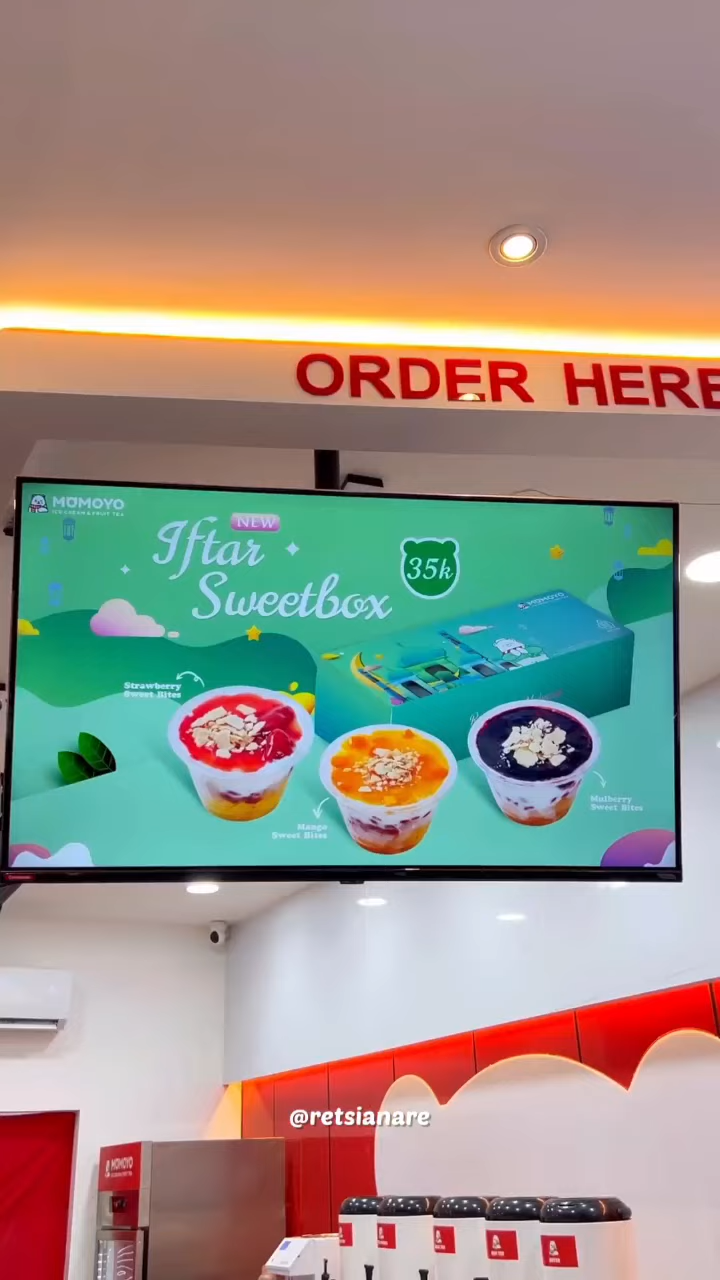 ORDER HERE
MOMOYO
ICE CREAM & FRUIT TEA
NEW
Iftar
Sweetbox
35k
MOMOYO
Strawberry
Sweet Bites
Mango
Sweet Bites
Mulberry
Sweet Bites
@retsianare
MOMOYO